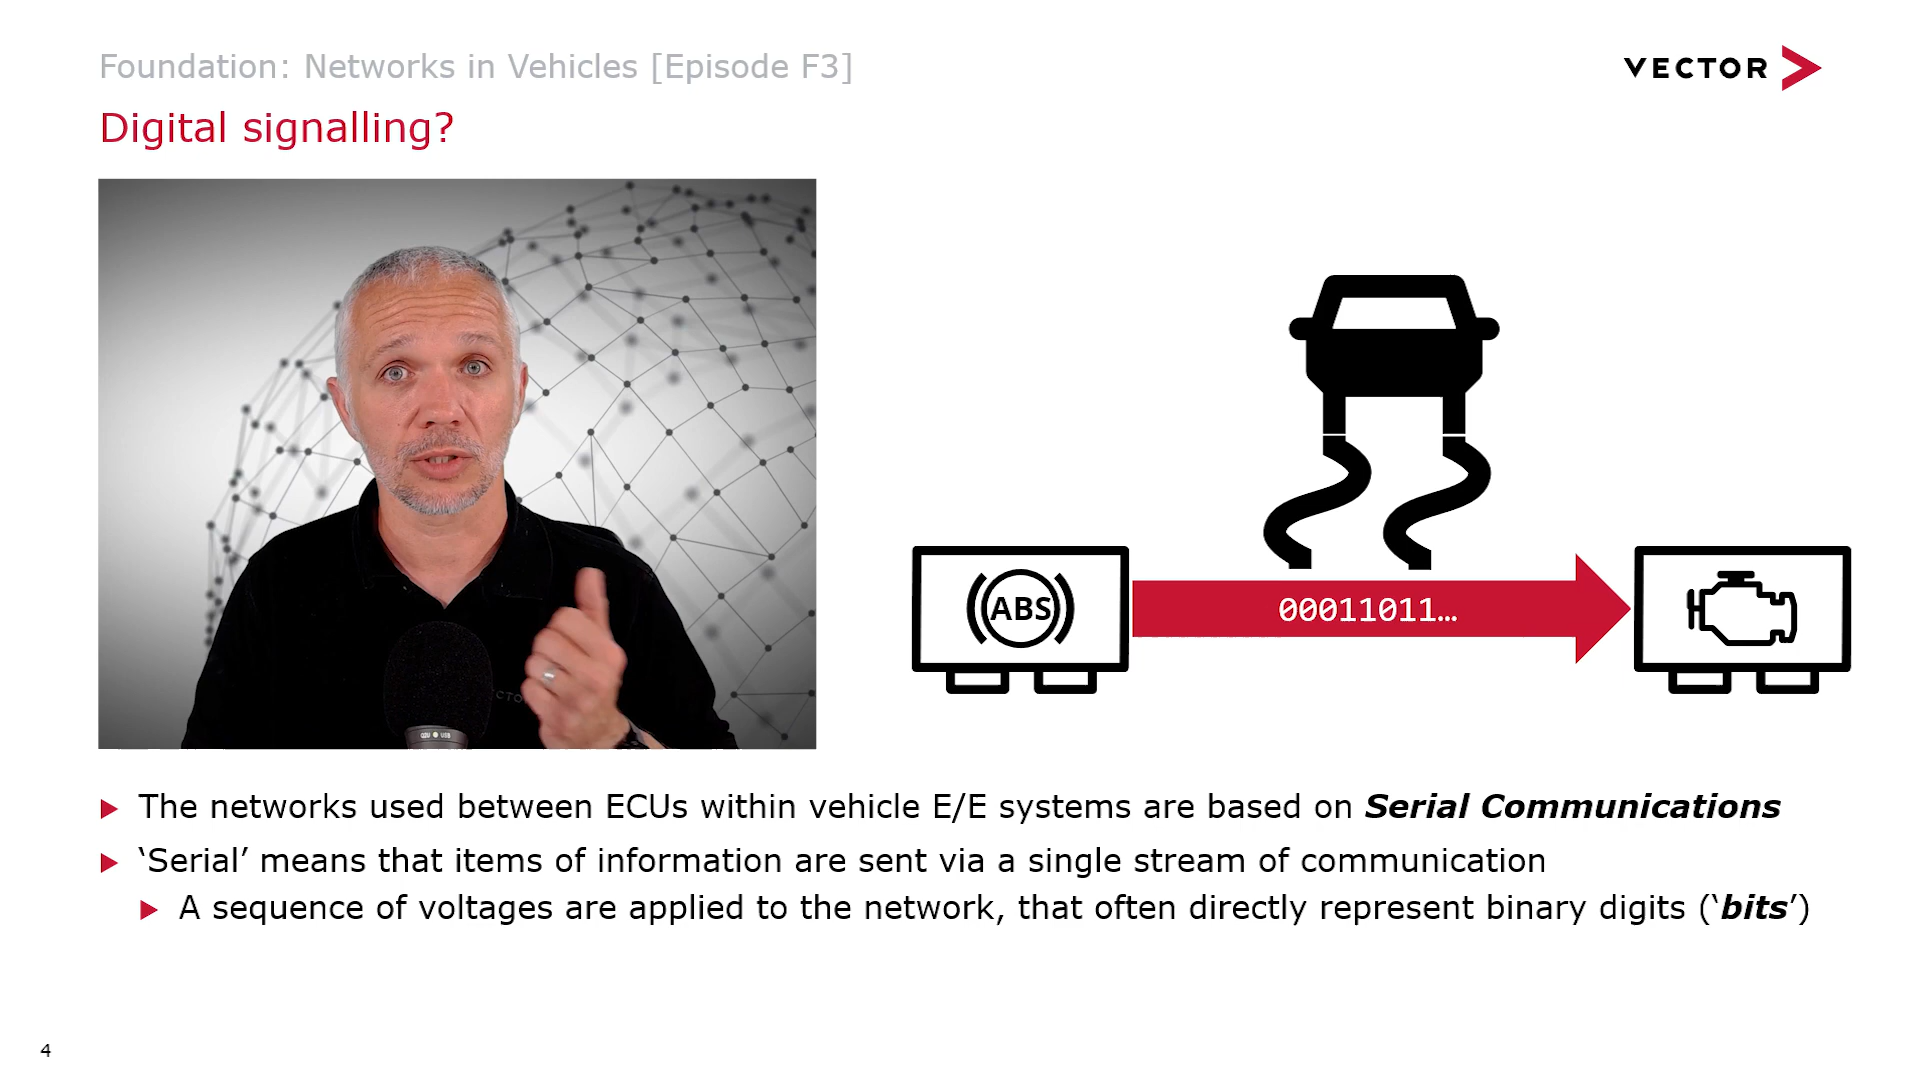 Foundation: Networks in Vehicles [Episode F3]
VECTOR
Digital signalling?
ABS
00011011…
The networks used between ECUs within vehicle E/E systems are based on Serial Communications
‘Serial’ means that items of information are sent via a single stream of communication
A sequence of voltages are applied to the network, that often directly represent binary digits (‘bits’)
4